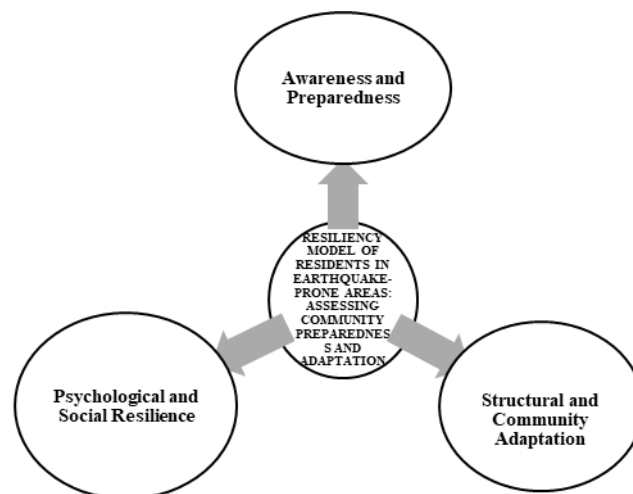 Awareness and
Preparedness
RESILIENCY
MODEL OF
RESIDENTS IN
EARTHQUAKE-
PRONE AREAS:
ASSESSING
COMMUNITY
PREPAREDNES
S AND
ADAPTATION
Psychological and
Social Resilience
Structural and
Community
Adaptation